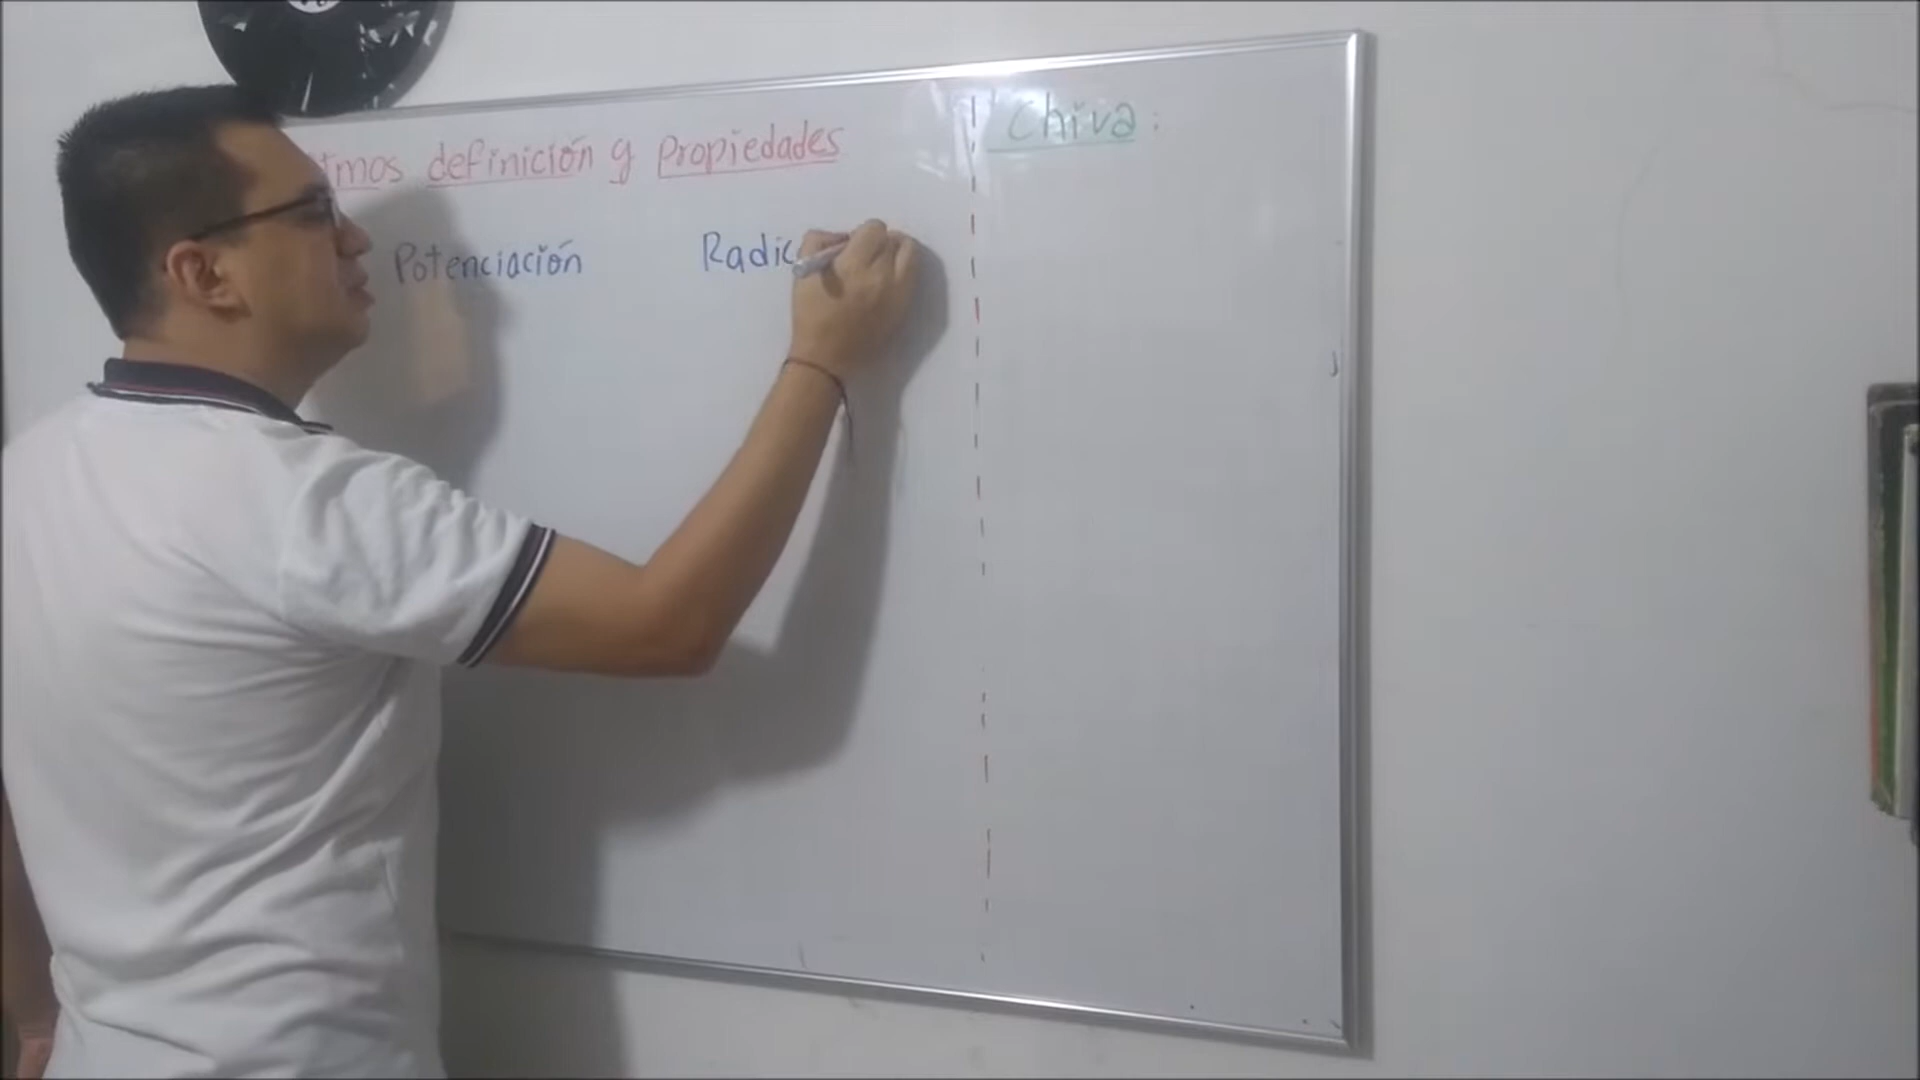 tmos definición y Propiedades
Chiva:
Potenciación Radic